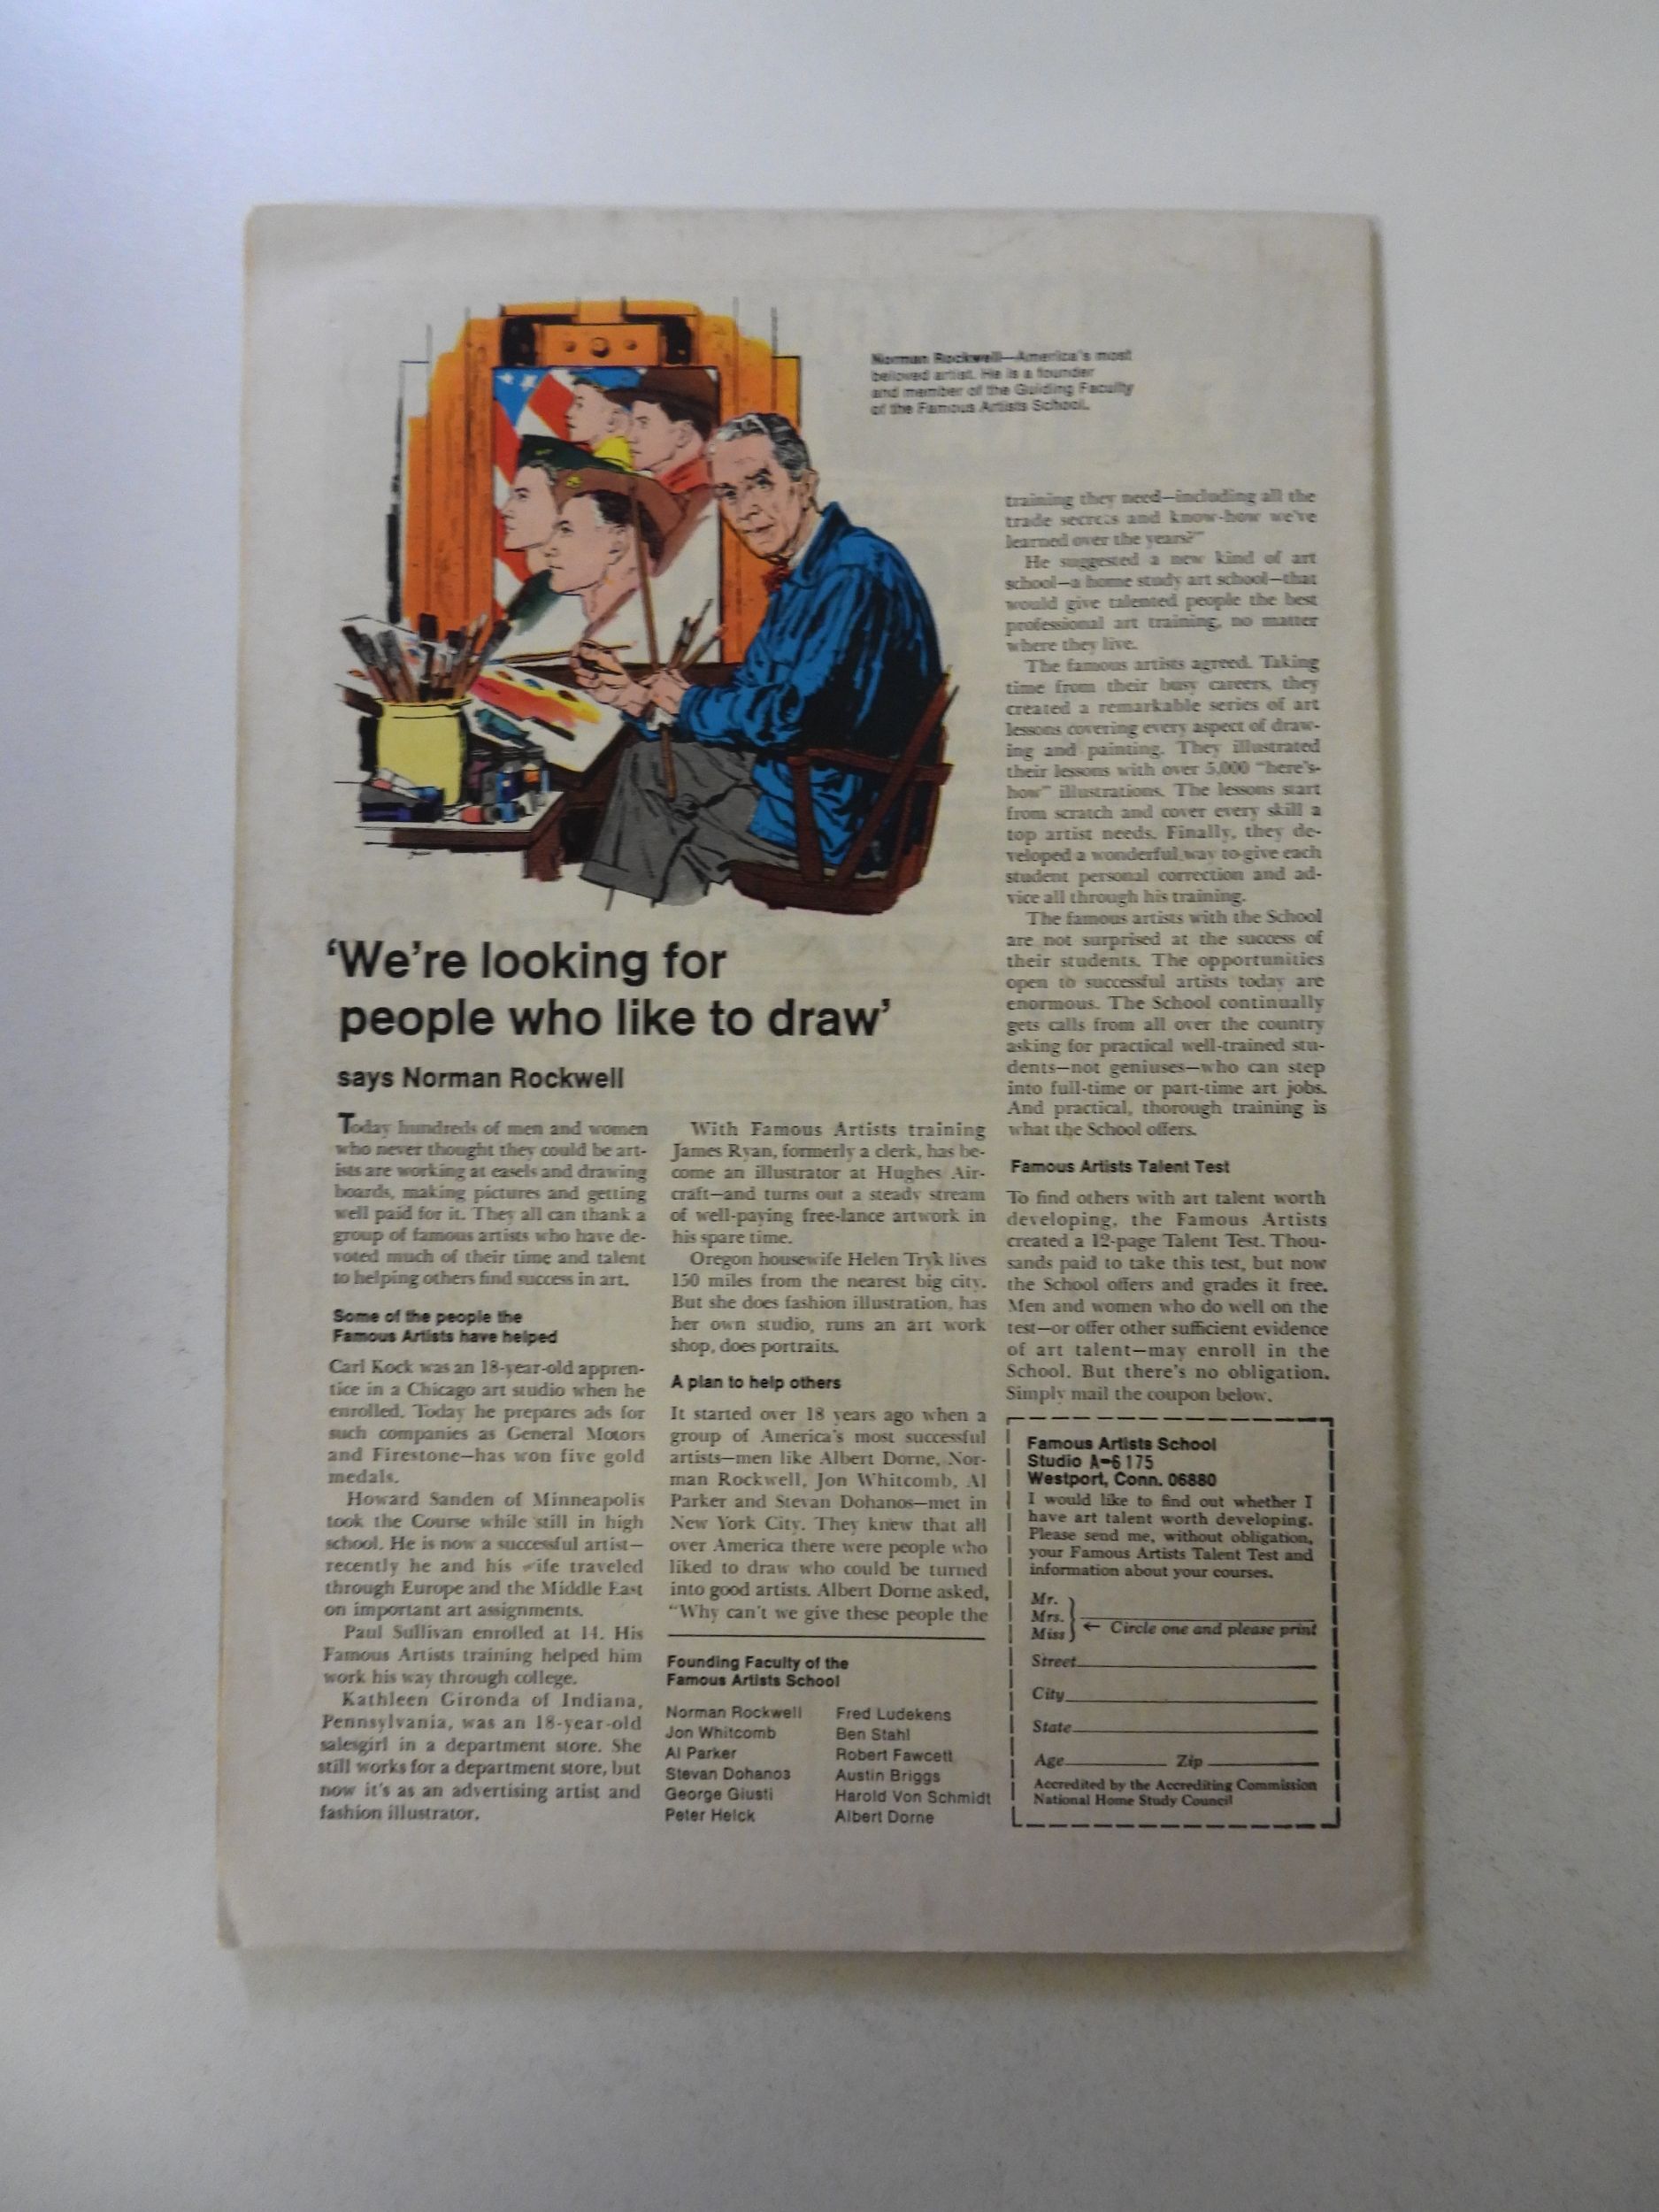 Norman Rockwell—America's most
beloved artist. He is a founder
and member of the Guiding Faculty
of the Famous Artists School.
'We're looking for
people who like to draw'
says Norman Rockwell
Today hundreds of men and women
who never thought they could be art-
ists are working at easels and drawing
boards, making pictures and getting
well paid for it. They all can thank a
group of famous artists who have de-
voted much of their time and talent
to helping others find success in art.
Some of the people the
Famous Artists have helped
Carl Kock was an 18-year-old appren-
tice in a Chicago art studio when he
enrolled. Today he prepares ads for
such companies as General Motors
and Firestone—has won five gold
medals.
Howard Sanden of Minneapolis
took the Course while still in high
school. He is now a successful artist—
recently he and his wife traveled
through Europe and the Middle East
on important art assignments.
Paul Sullivan enrolled at 14. His
Famous Artists training helped him
work his way through college.
Kathleen Gironda of Indiana,
Pennsylvania, was an 18-year-old
salesgirl in a department store. She
still works for a department store, but
now it's as an advertising artist and
fashion illustrator.
With Famous Artists training
James Ryan, formerly a clerk, has be-
come an illustrator at Hughes Air-
craft—and turns out a steady stream
of well-paying free-lance artwork in
his spare time.
Oregon housewife Helen Tryk lives
150 miles from the nearest big city.
But she does fashion illustration, has
her own studio, runs an art work
shop, does portraits.
A plan to help others
It started over 18 years ago when a
group of America's most successful
artists—men like Albert Dorne, Nor-
man Rockwell, Jon Whitcomb, Al
Parker and Stevan Dohanos—met in
New York City. They knew that all
over America there were people who
liked to draw who could be turned
into good artists. Albert Dorne asked,
"Why can't we give these people the
Founding Faculty of the
Famous Artists School
Norman Rockwell
Jon Whitcomb
Al Parker
Stevan Dohanos
George Giusti
Peter Helck
Fred Ludekens
Ben Stahl
Robert Fawcett
Austin Briggs
Harold Von Schmidt
Albert Dorne
training they need—including all the
trade secrets and know-how we've
learned over the years?"
He suggested a new kind of art
school—a home study art school—that
would give talented people the best
professional art training, no matter
where they live.
The famous artists agreed. Taking
time from their busy careers, they
created a remarkable series of art
lessons covering every aspect of draw-
ing and painting. They illustrated
their lessons with over 5,000 "here's-
how" illustrations. The lessons start
from scratch and cover every skill a
top artist needs. Finally, they de-
veloped a wonderful way to give each
student personal correction and ad-
vice all through his training.
The famous artists with the School
are not surprised at the success of
their students. The opportunities
open to successful artists today are
enormous. The School continually
gets calls from all over the country
asking for practical well-trained stu-
dents—not geniuses—who can step
into full-time or part-time art jobs.
And practical, thorough training is
what the School offers.
Famous Artists Talent Test
To find others with art talent worth
developing, the Famous Artists
created a 12-page Talent Test. Thou-
sands paid to take this test, but now
the School offers and grades it free.
Men and women who do well on the
test—or offer other sufficient evidence
of art talent—may enroll in the
School. But there's no obligation.
Simply mail the coupon below.
Famous Artists School
Studio A-6175
Westport, Conn. 06880
I would like to find out whether I
have art talent worth developing.
Please send me, without obligation,
your Famous Artists Talent Test and
information about your courses.
Mr.
Mrs.
Miss ← Circle one and please print
Street
City
State
Age Zip
Accredited by the Accrediting Commission
National Home Study Council